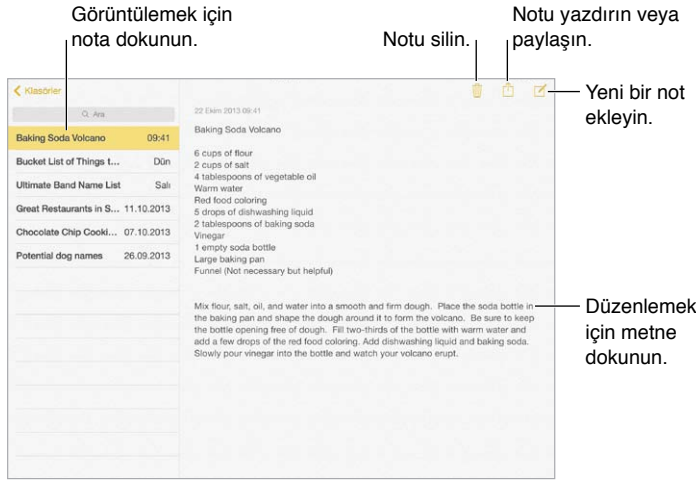 Görüntülemek için
nota dokunun.
Notu silin.
Notu yazdırın veya
paylaşın.
Yeni bir not
ekleyin.
Klasörler
Ara
Baking Soda Volcano 09:41
Bucket List of Things t... Dün
Ultimate Band Name List Salı
Great Restaurants in S... 11.10.2013
Chocolate Chip Cooki... 07.10.2013
Potential dog names 26.09.2013
22 Ekim 2013 09:41
Baking Soda Volcano
6 cups of flour
2 cups of salt
4 tablespoons of vegetable oil
Warm water
Red food coloring
5 drops of dishwashing liquid
2 tablespoons of baking soda
Vinegar
1 empty soda bottle
Large baking pan
Funnel (Not necessary but helpful)
Mix flour, salt, oil, and water into a smooth and firm dough. Place the soda bottle in
the baking pan and shape the dough around it to form the volcano. Be sure to keep
the bottle opening free of dough. Fill two-thirds of the bottle with warm water and
add a few drops of the red food coloring. Add dishwashing liquid and baking soda.
Slowly pour vinegar into the bottle and watch your volcano erupt.
Düzenlemek
için metne
dokunun.